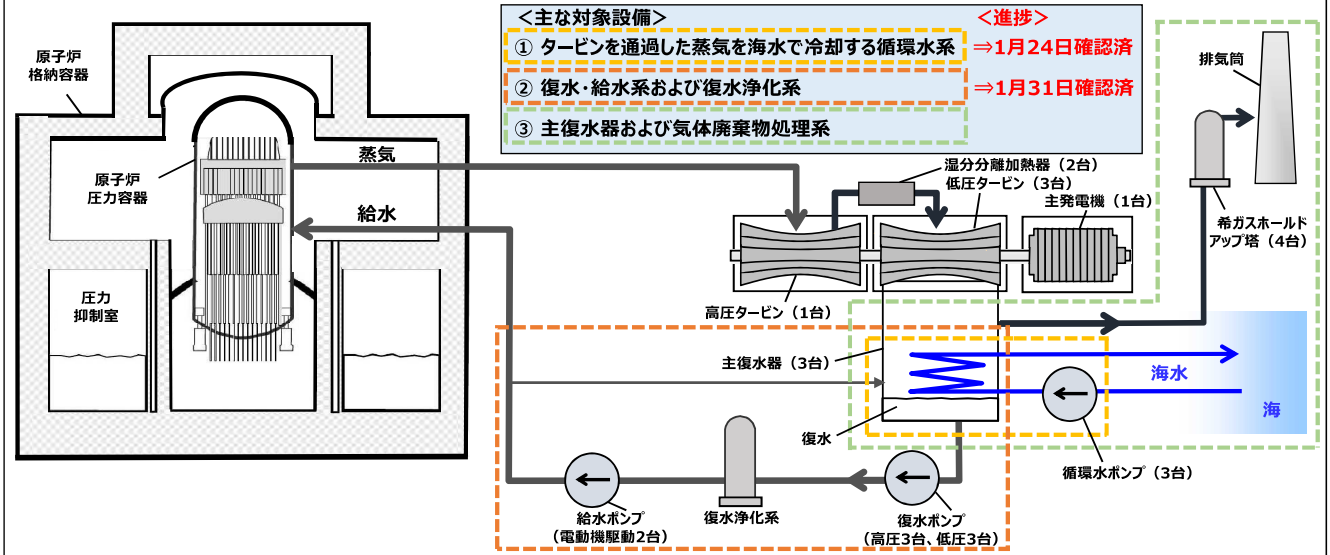 <主な対象設備>
<進捗>
① タービンを通過した蒸気を海水で冷却する循環水系
⇒1月24日確認済
② 復水・給水系および復水浄化系
⇒1月31日確認済
③ 主復水器および気体廃棄物処理系
原子炉
格納容器
原子炉
圧力容器
圧力
抑制室
蒸気
給水
湿分分離加熱器（2台）
低圧タービン（3台）
主発電機（1台）
高圧タービン（1台）
排気筒
希ガスホールド
アップ塔（4台）
主復水器（3台）
海水
海
復水
循環水ポンプ（3台）
給水ポンプ
（電動機駆動2台）
復水浄化系
復水ポンプ
（高圧3台、低圧3台）